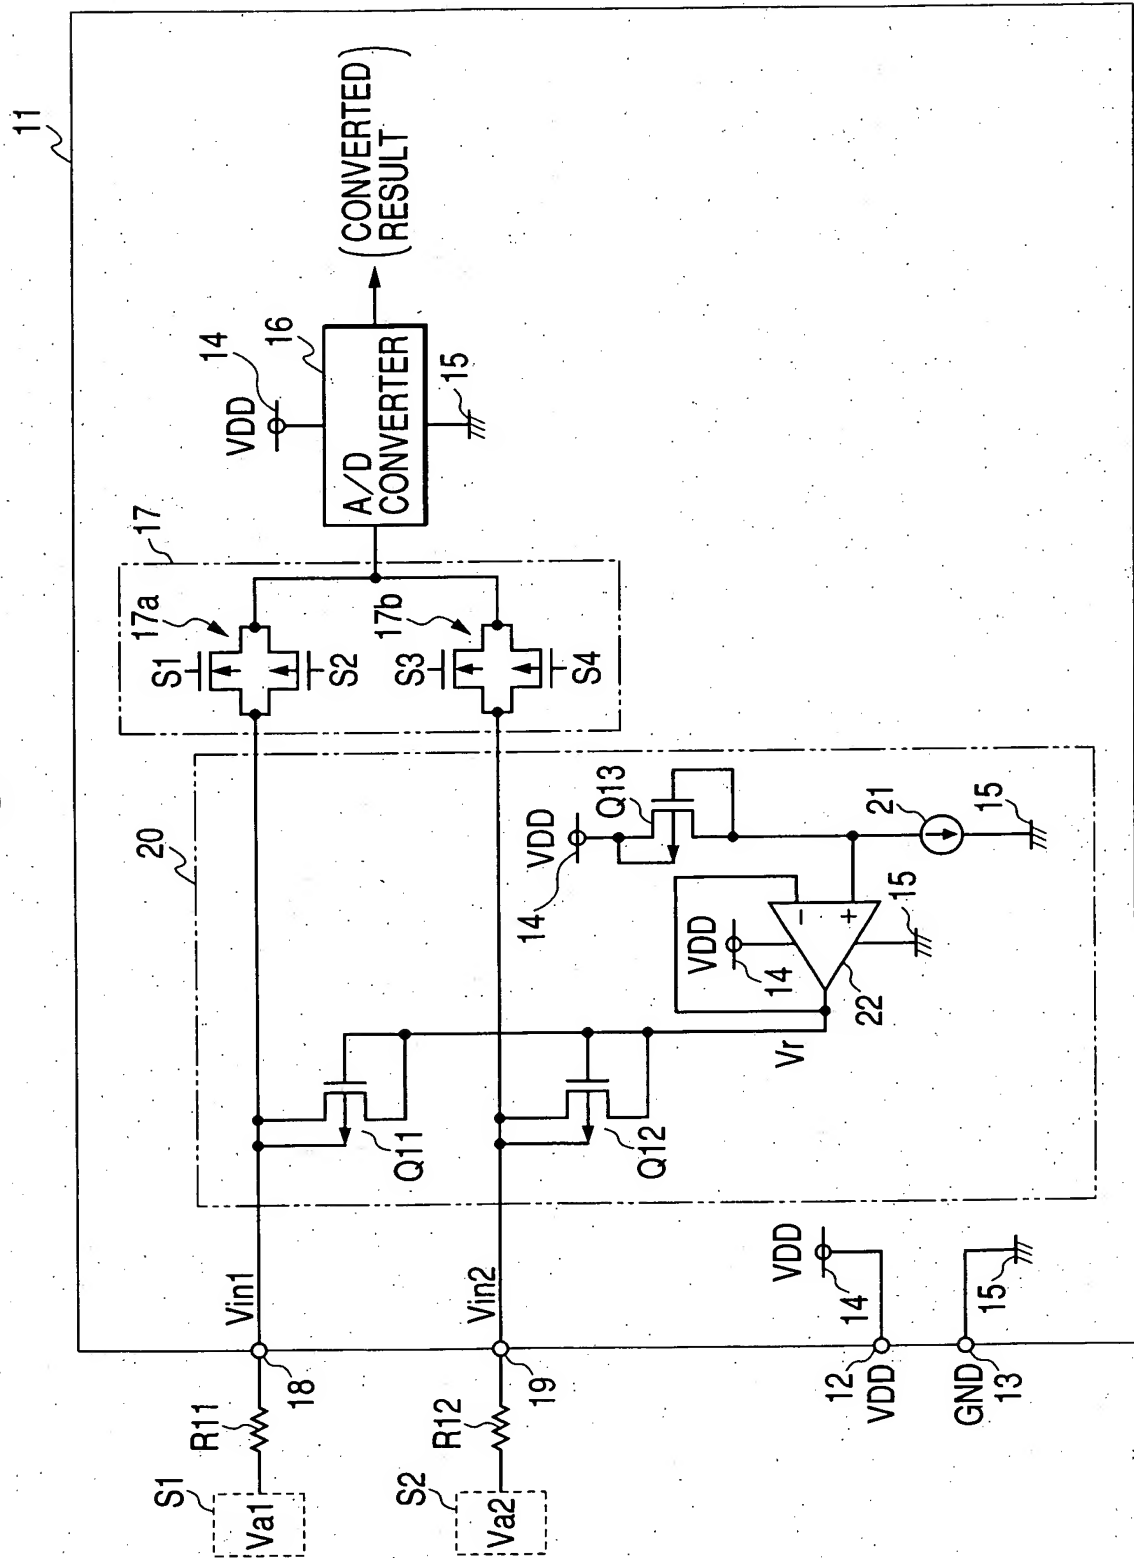 11
20
17
17a
S1
S2
17b
S3
S4
VDD
14
16
A/D
CONVERTER
15
(CONVERTED
RESULT)
S1
Va1
R11
18
Vin1
Q11
S2
Va2
R12
19
Vin2
Q12
Vr
VDD
14
22
15
-
+
VDD
14
Q13
21
15
12
VDD
VDD
14
GND
13
15